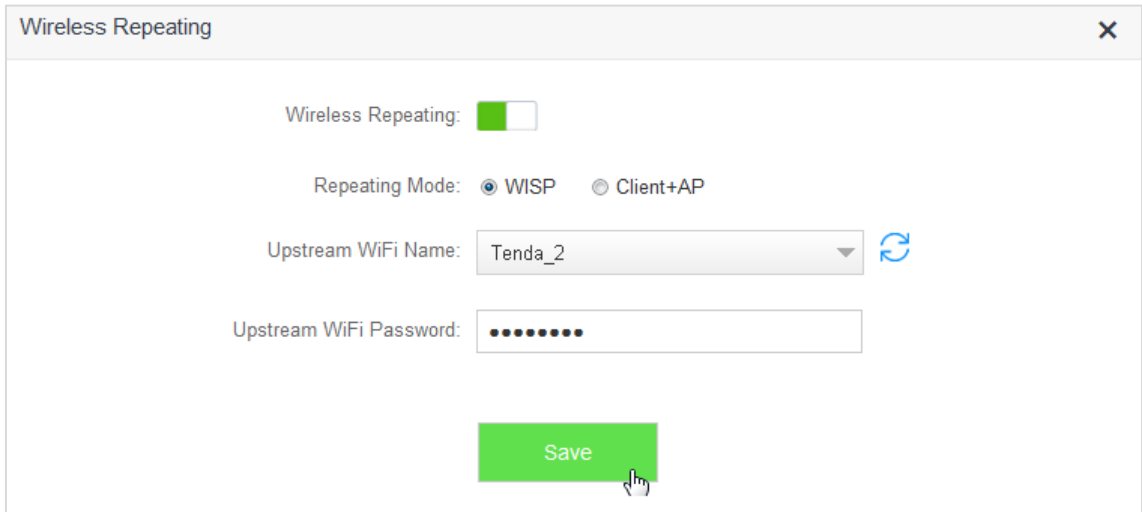 Wireless Repeating
Wireless Repeating:
Repeating Mode: WISP Client+AP
Upstream WiFi Name: Tenda_2
Upstream WiFi Password: ••••••••
Save